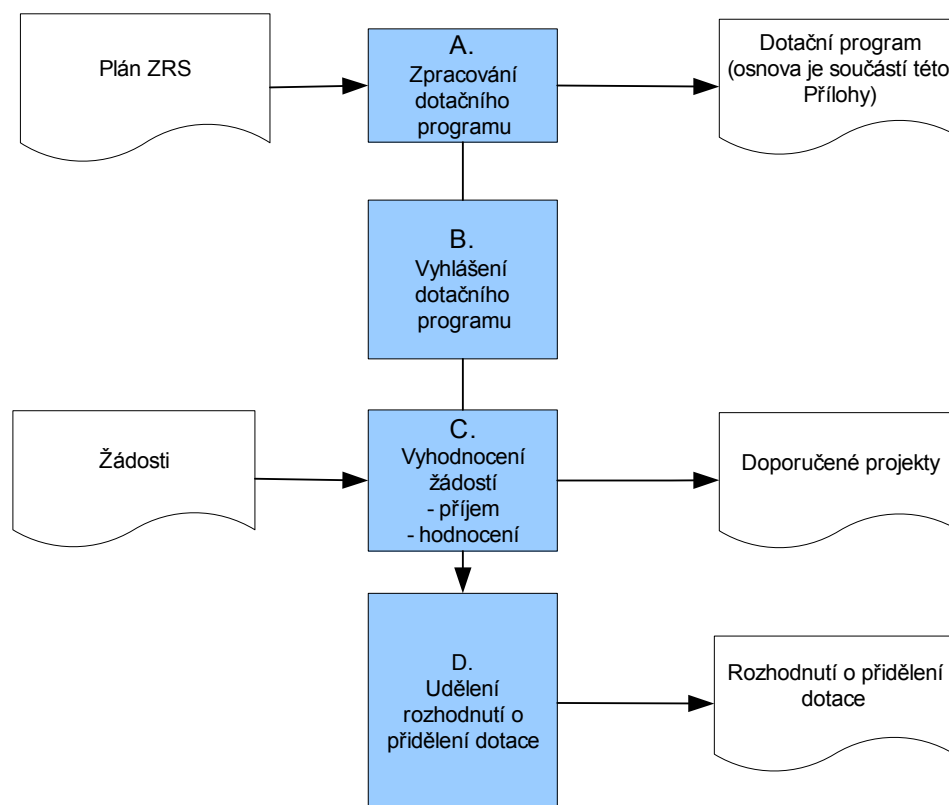 Plán ZRS
A.
Zpracování
dotačního
programu
Dotační program
(osnova je součástí této
Přílohy)
B.
Vyhlášení
dotačního
programu
Žádosti
C.
Vyhodnocení
žádostí
- příjem
- hodnocení
Doporučené projekty
D.
Udělení
rozhodnutí o
přidělení dotace
Rozhodnutí o přidělení
dotace